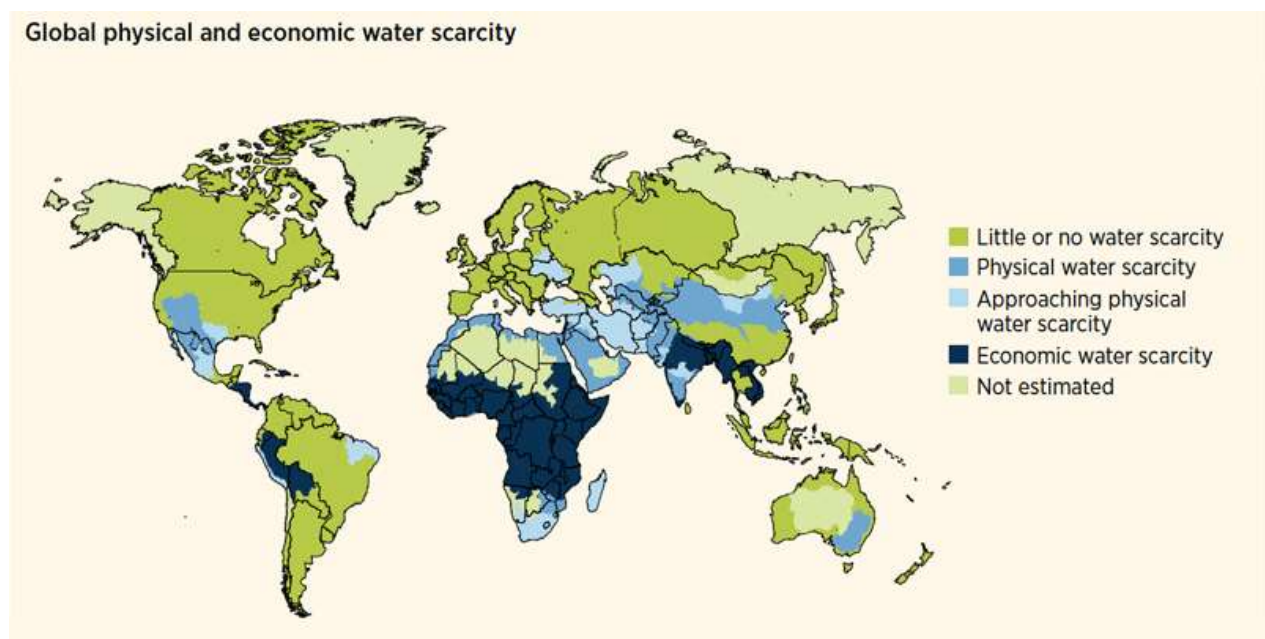 Global physical and economic water scarcity
Little or no water scarcity
Physical water scarcity
Approaching physical
water scarcity
Economic water scarcity
Not estimated